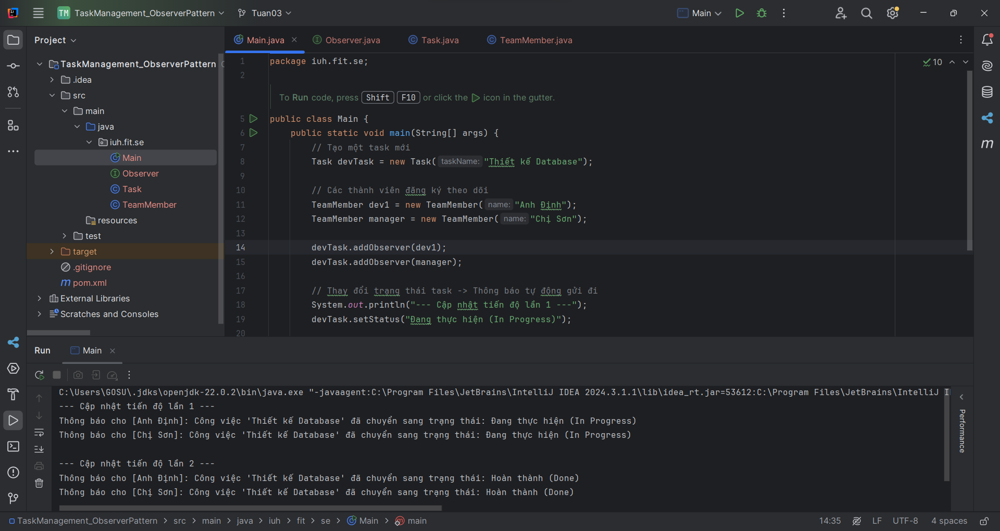 TM TaskManagement_ObserverPattern Tuan03 Main
Project
TaskManagement_ObserverPattern
.idea
src
main
java
iuh.fit.se
Main
Observer
Task
TeamMember
resources
test
target
.gitignore
m pom.xml
External Libraries
Scratches and Consoles
Main.java Observer.java Task.java TeamMember.java
10
1 package iuh.fit.se;
2
To Run code, press Shift F10 or click the icon in the gutter.
5 public class Main {
6 public static void main(String[] args) {
7 // Tạo một task mới
8 Task devTask = new Task( taskName: "Thiết kế Database");
9
10 // Các thành viên đăng ký theo dõi
11 TeamMember dev1 = new TeamMember( name: "Anh Định");
12 TeamMember manager = new TeamMember( name: "Chị Sơn");
13
14 devTask.addObserver(dev1);
15 devTask.addObserver(manager);
16
17 // Thay đổi trạng thái task -> Thông báo tự động gửi đi
18 System.out.println("--- Cập nhật tiến độ lần 1 ---");
19 devTask.setStatus("Đang thực hiện (In Progress)");
20
Run Main
C:\Users\GOSU\.jdks\openjdk-22.0.2\bin\java.exe "-javaagent:C:\Program Files\JetBrains\IntelliJ IDEA 2024.3.1.1\lib\idea_rt.jar=53612:C:\Program Files\JetBrains\IntelliJ
--- Cập nhật tiến độ lần 1 ---
Thông báo cho [Anh Định]: Công việc 'Thiết kế Database' đã chuyển sang trạng thái: Đang thực hiện (In Progress)
Thông báo cho [Chị Sơn]: Công việc 'Thiết kế Database' đã chuyển sang trạng thái: Đang thực hiện (In Progress)
--- Cập nhật tiến độ lần 2 ---
Thông báo cho [Anh Định]: Công việc 'Thiết kế Database' đã chuyển sang trạng thái: Hoàn thành (Done)
Thông báo cho [Chị Sơn]: Công việc 'Thiết kế Database' đã chuyển sang trạng thái: Hoàn thành (Done)
Performance
TaskManagement_ObserverPattern > src > main > java > iuh > fit > se > Main > main
14:35 LF UTF-8 4 spaces